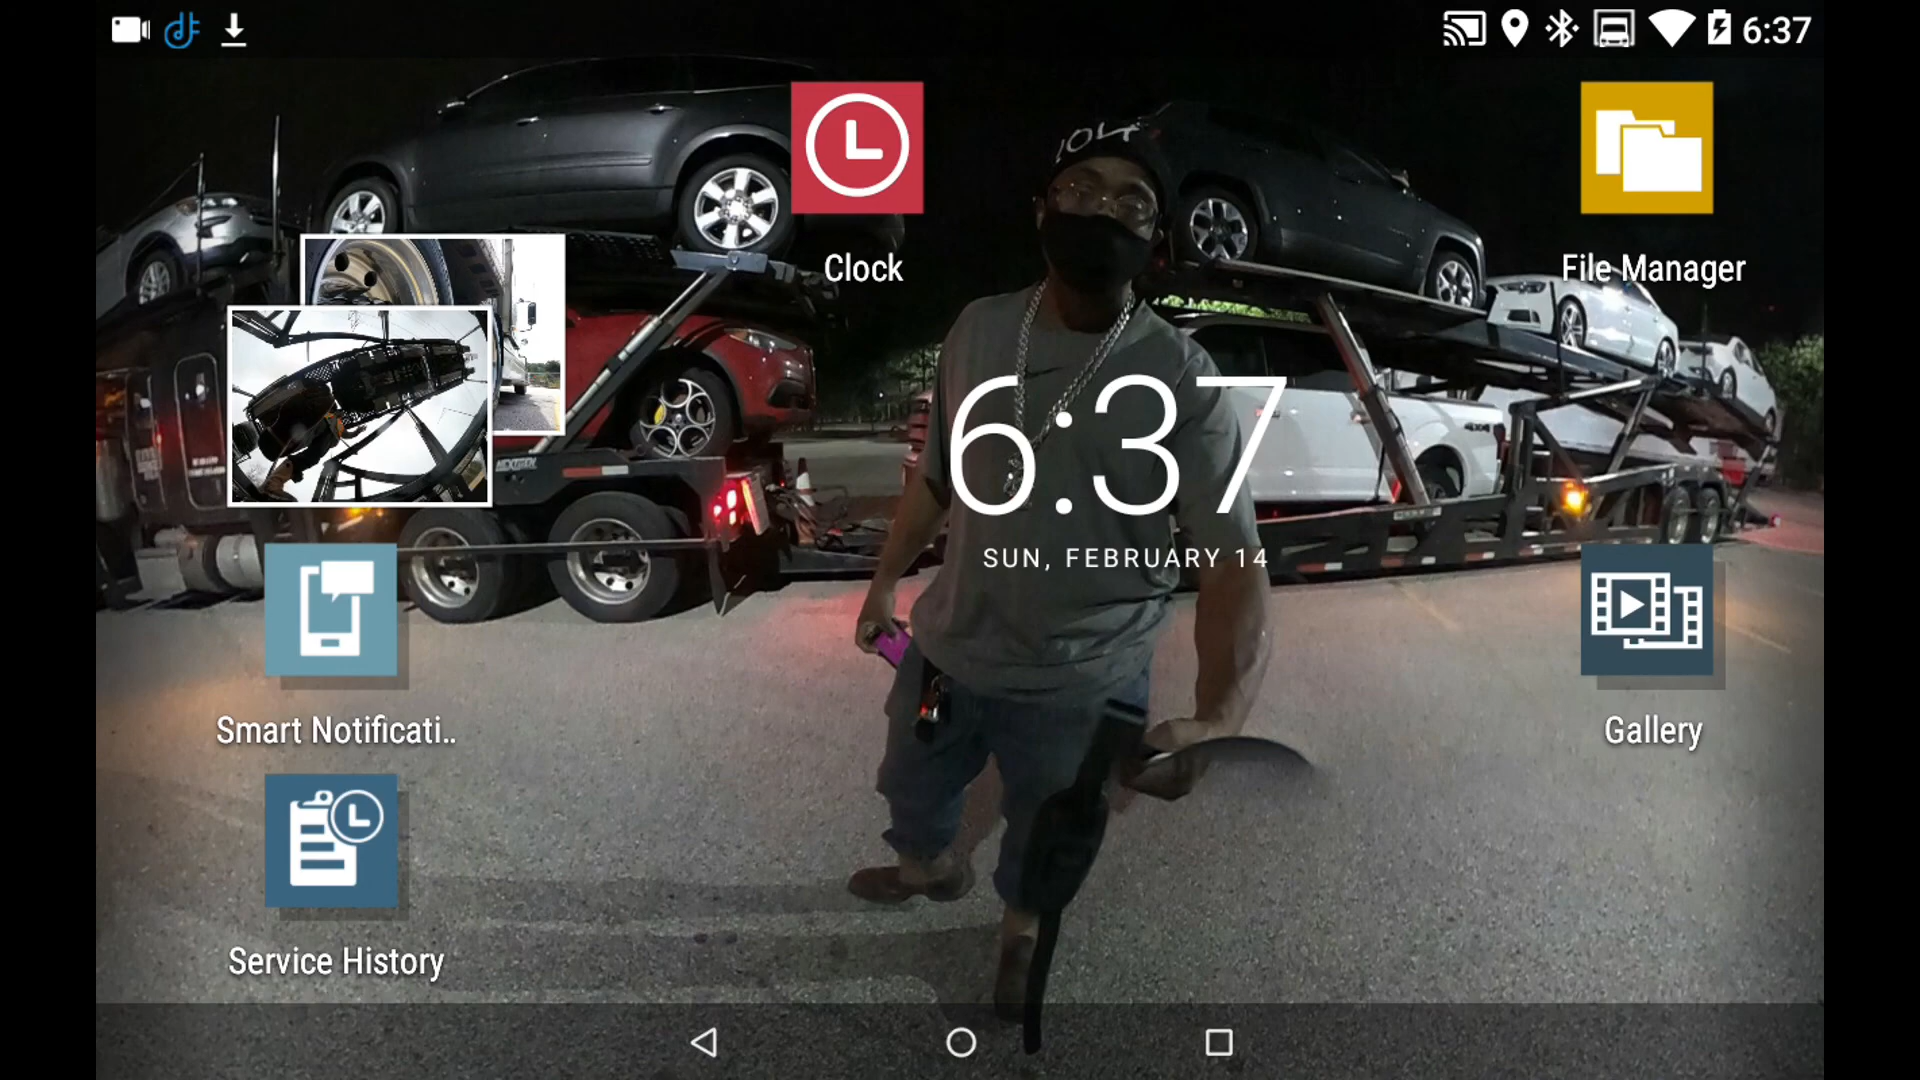 6:37
Clock
File Manager
6:37
SUN, FEBRUARY 14
Smart Notificati..
Gallery
Service History